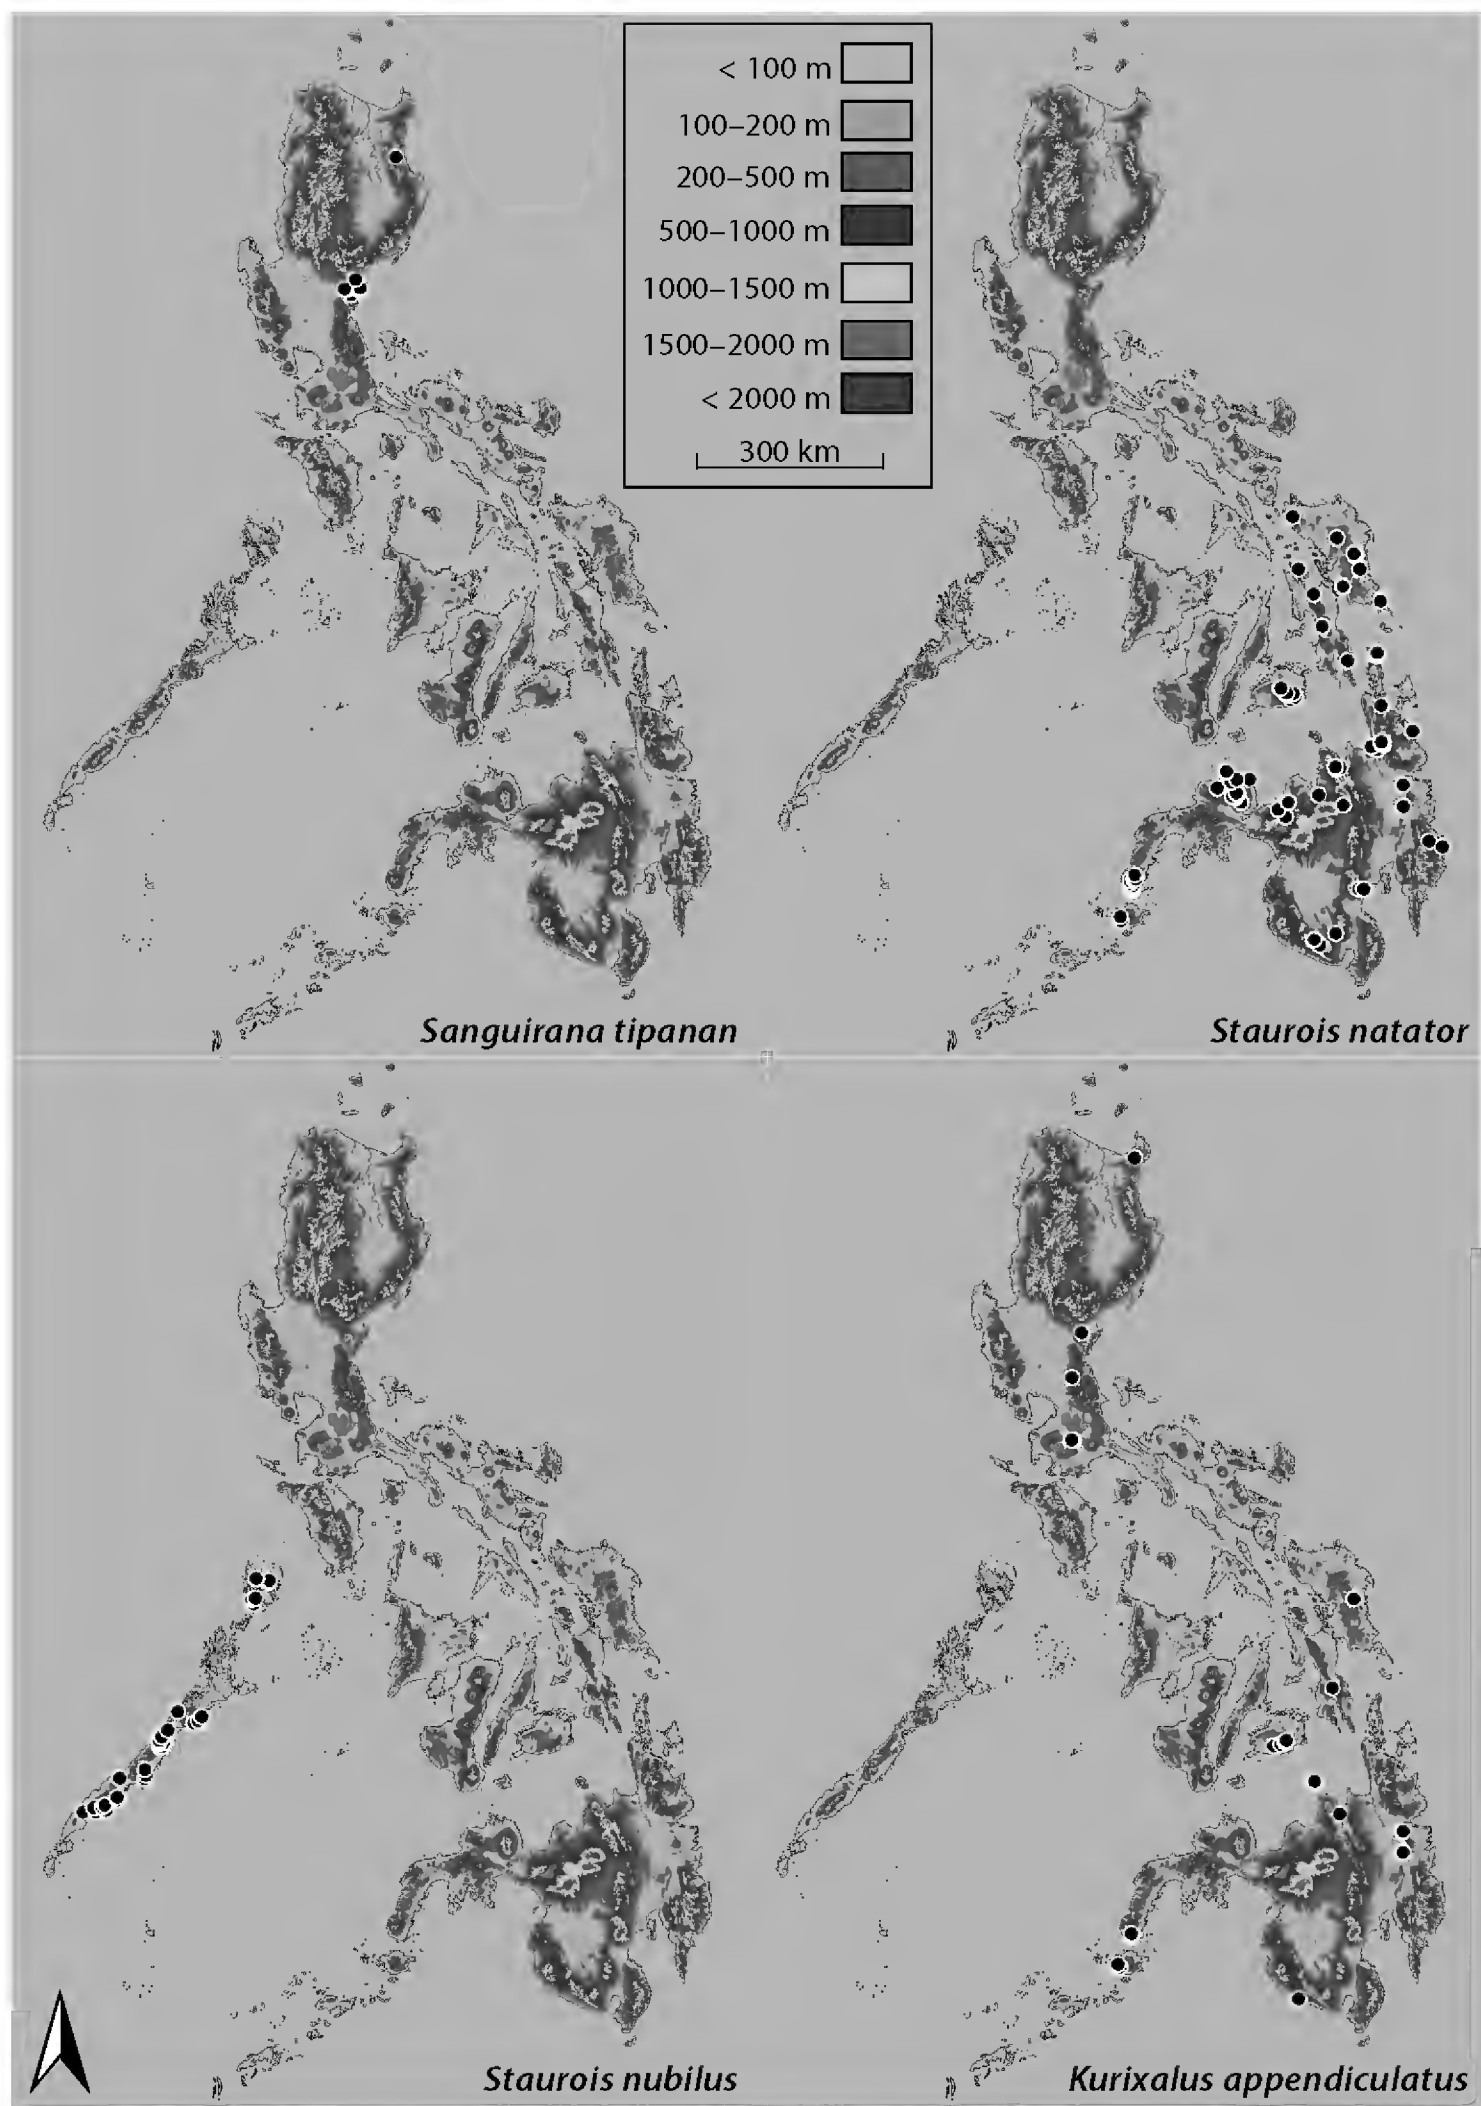 < 100 m
100–200 m
200–500 m
500–1000 m
1000–1500 m
1500–2000 m
< 2000 m
300 km
Sanguirana tipanan
Staurois natator
Staurois nubilus
Kurixalus appendiculatus